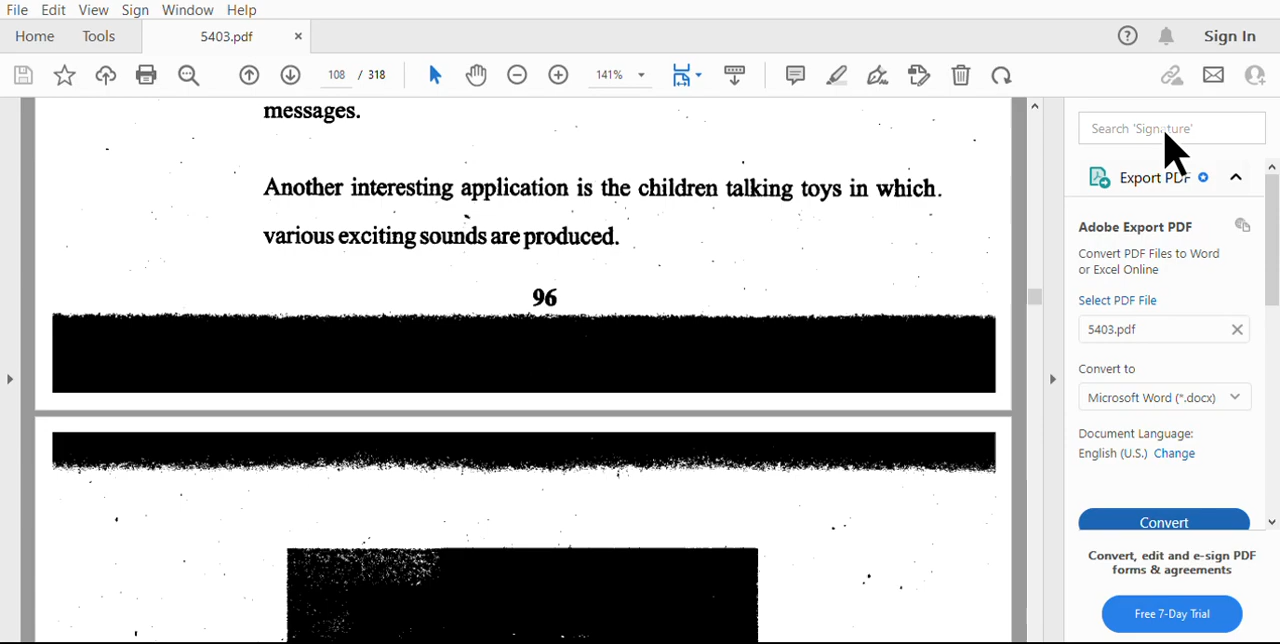 File Edit View Sign Window Help
Home Tools 5403.pdf × Sign In
108 / 318 141%
messages.
Another interesting application is the children talking toys in which.
various exciting sounds are produced.
96
Search 'Signature'
Export PDF
Adobe Export PDF
Convert PDF Files to Word
or Excel Online
Select PDF File
5403.pdf
Convert to
Microsoft Word (*.docx)
Document Language:
English (U.S.) Change
Convert
Convert, edit and e-sign PDF
forms & agreements
Free 7-Day Trial